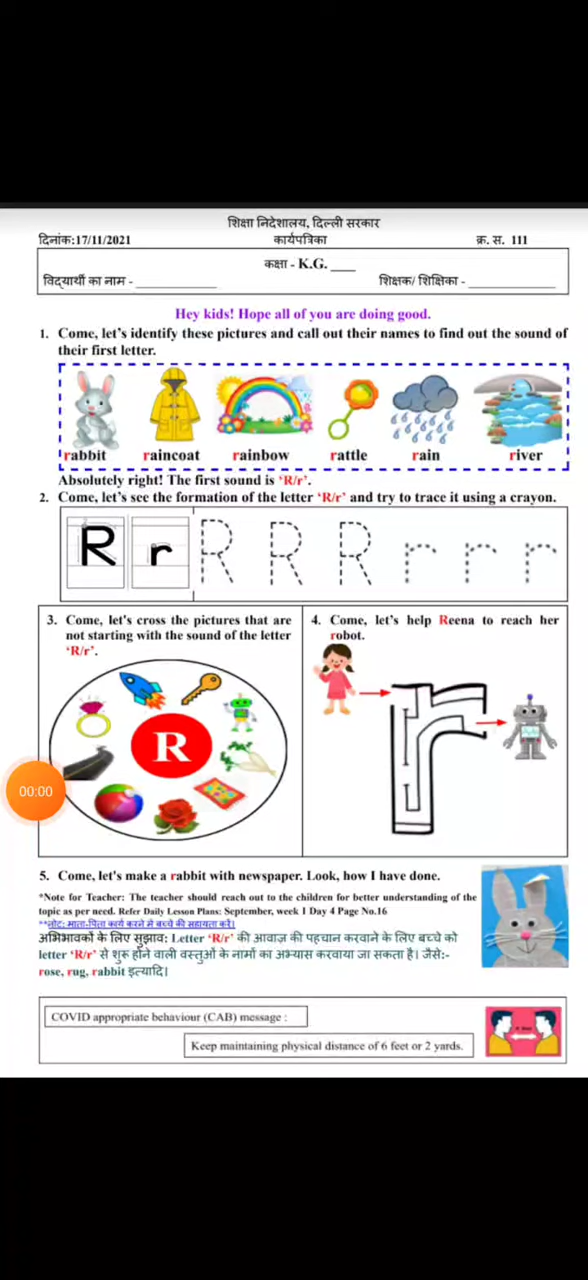 शिक्षा निदेशालय, दिल्ली सरकार
दिनांक:17/11/2021 कार्यपत्रिका क्र. स. 111
कक्षा - K.G. ____
विद्यार्थी का नाम - ____________ शिक्षक/ शिक्षिका - ____________
Hey kids! Hope all of you are doing good.
1. Come, let's identify these pictures and call out their names to find out the sound of
their first letter.
rabbit raincoat rainbow rattle rain river
Absolutely right! The first sound is ‘R/r’.
2. Come, let's see the formation of the letter ‘R/r’ and try to trace it using a crayon.
R r R R R r r r
3. Come, let's cross the pictures that are
not starting with the sound of the letter
‘R/r’.
R
4. Come, let's help Reena to reach her
robot.
r
00:00
5. Come, let's make a rabbit with newspaper. Look, how I have done.
*Note for Teacher: The teacher should reach out to the children for better understanding of the
topic as per need. Refer Daily Lesson Plans: September, week 1 Day 4 Page No.16
**नोट: माता-पिता कार्य करने में बच्चे की सहायता करें।
अभिभावकों के लिए सुझाव: Letter ‘R/r’ की आवाज़ की पहचान करवाने के लिए बच्चे को
letter ‘R/r’ से शुरू होने वाली वस्तुओं के नामों का अभ्यास करवाया जा सकता है। जैसे:-
rose, rug, rabbit इत्यादि।
COVID appropriate behaviour (CAB) message :
Keep maintaining physical distance of 6 feet or 2 yards.